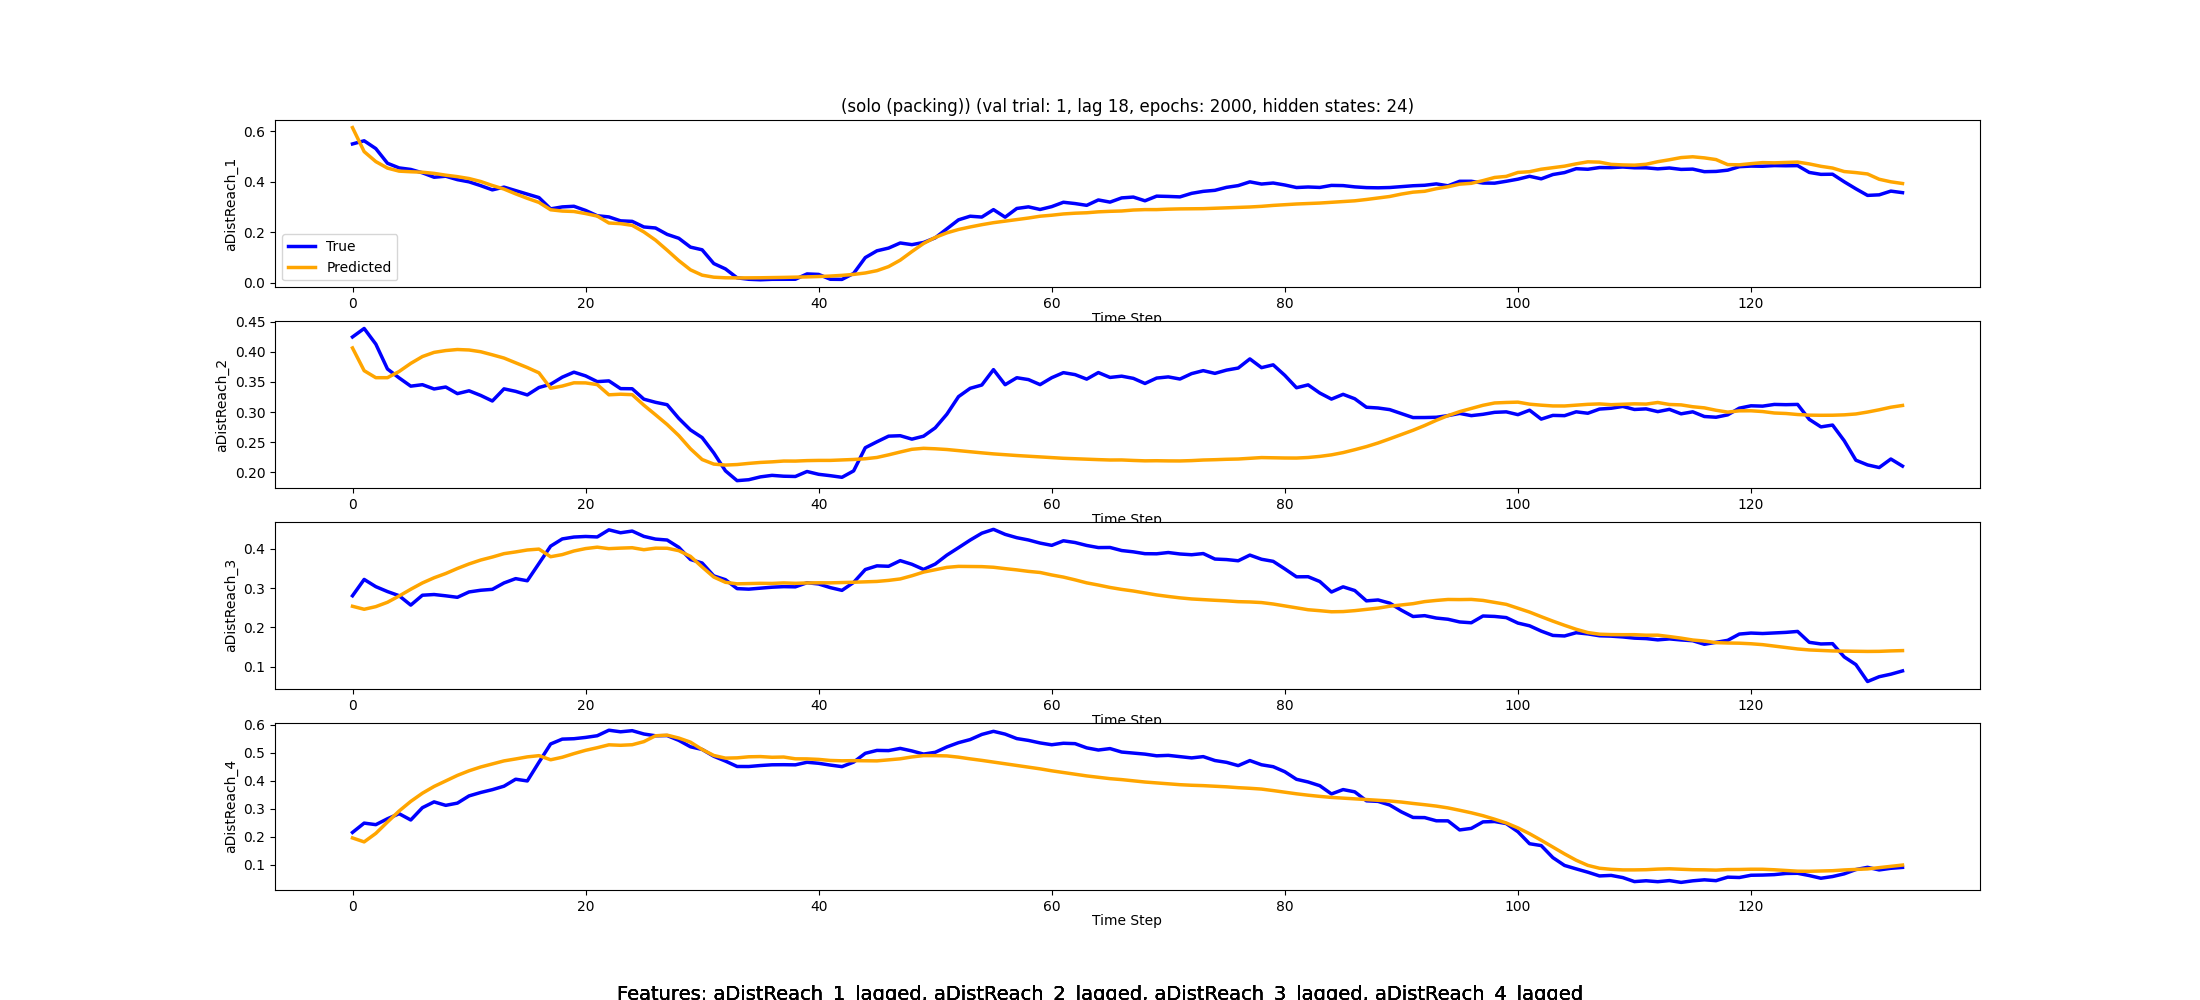 (solo (packing)) (val trial: 1, lag 18, epochs: 2000, hidden states: 24)
aDistReach_1
0.6
0.4
0.2
0.0
True
Predicted
0 20 40 60 80 100 120
Time Step
aDistReach_2
0.45
0.40
0.35
0.30
0.25
0.20
0 20 40 60 80 100 120
Time Step
aDistReach_3
0.4
0.3
0.2
0.1
0 20 40 60 80 100 120
Time Step
aDistReach_4
0.6
0.5
0.4
0.3
0.2
0.1
0 20 40 60 80 100 120
Time Step
Features: aDistReach_1_lagged, aDistReach_2_lagged, aDistReach_3_lagged, aDistReach_4_lagged